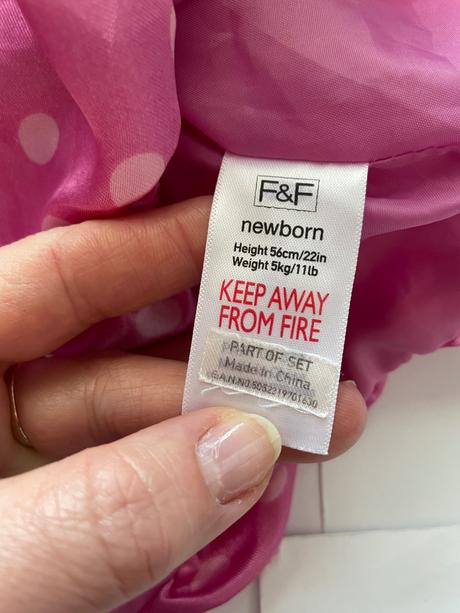 F&F
newborn
Height 56cm/22in
Weight 5kg/11lb
KEEP AWAY
FROM FIRE
PART OF SET
Made in China